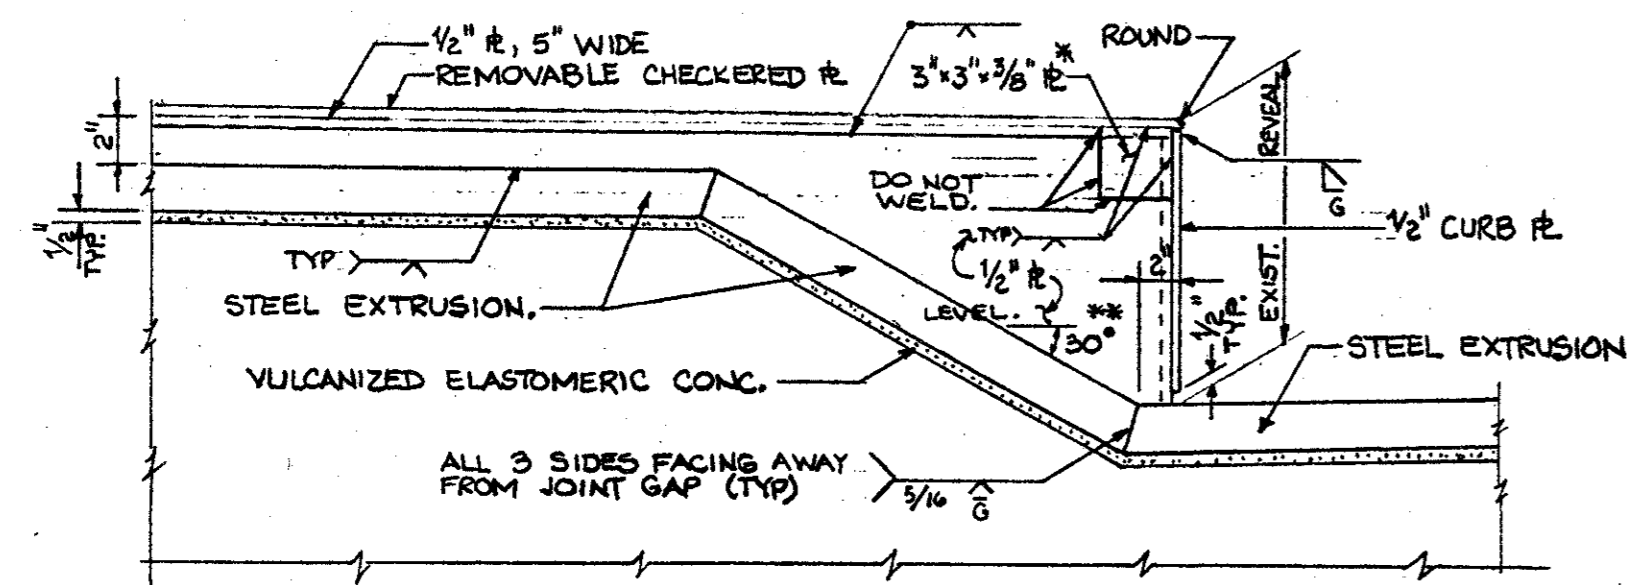 1/2" ℞, 5" WIDE
REMOVABLE CHECKERED ℞
3"x3"x3/8" ℞*
ROUND
2"
REVEAL
DO NOT
WELD.
G
1/2" CURB ℞
1/2"
TYP.
TYP
TYP
1/2" ℞
2"
STEEL EXTRUSION.
LEVEL.
**
30°
1/2"
TYP.
EXIST.
STEEL EXTRUSION
VULCANIZED ELASTOMERIC CONC.
ALL 3 SIDES FACING AWAY
FROM JOINT GAP (TYP)
5/16
G